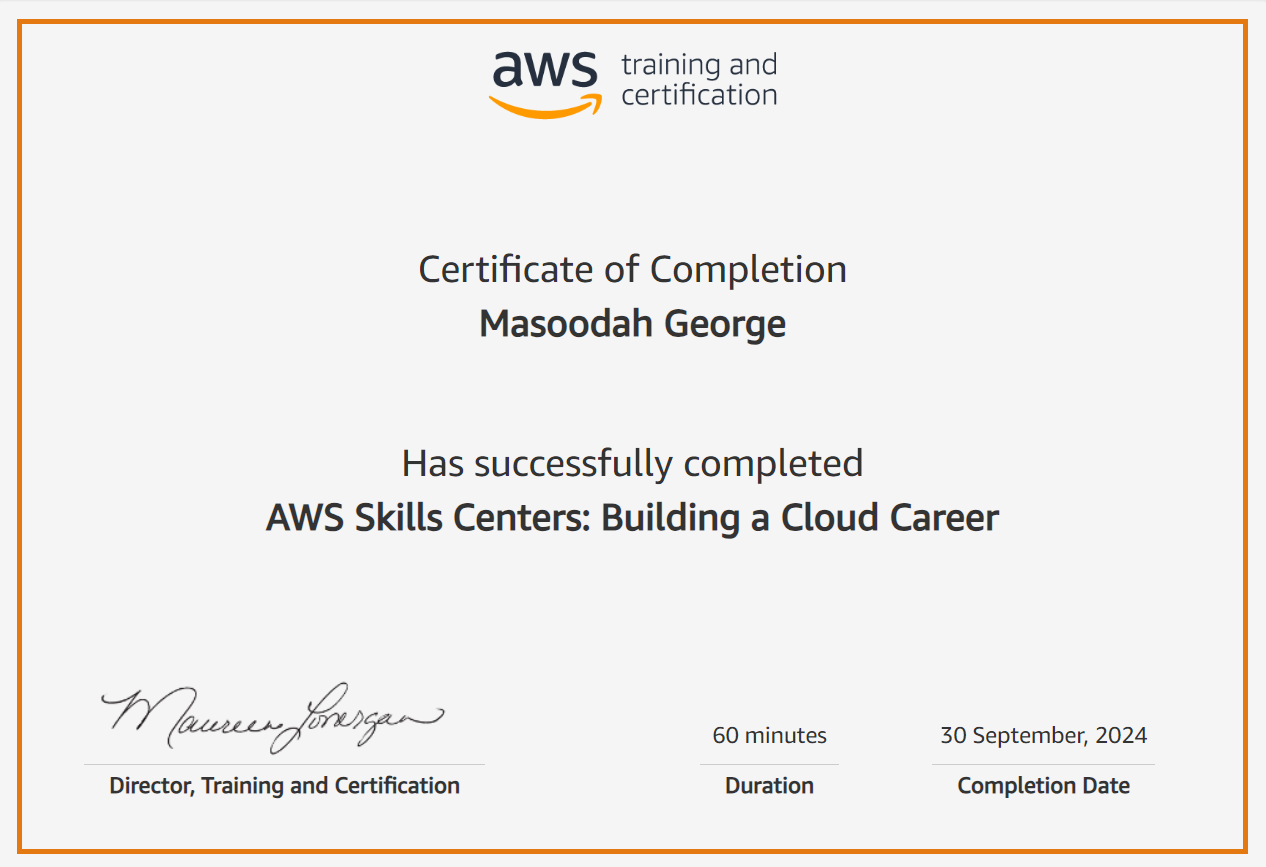 aws training and
certification
Certificate of Completion
Masoodah George
Has successfully completed
AWS Skills Centers: Building a Cloud Career
Maureen Lonergan
Director, Training and Certification
60 minutes
Duration
30 September, 2024
Completion Date